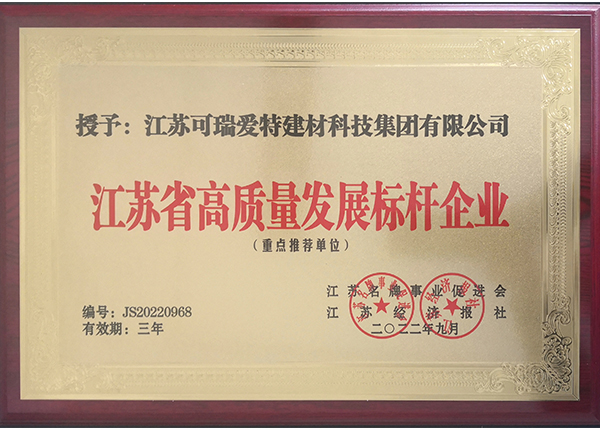 授予：江苏可瑞爱特建材科技集团有限公司
江苏省高质量发展标杆企业
（重点推荐单位）
江苏名牌事业促进会
江苏经济报社
二〇二二年九月
编号：JS20220968
有效期：三年